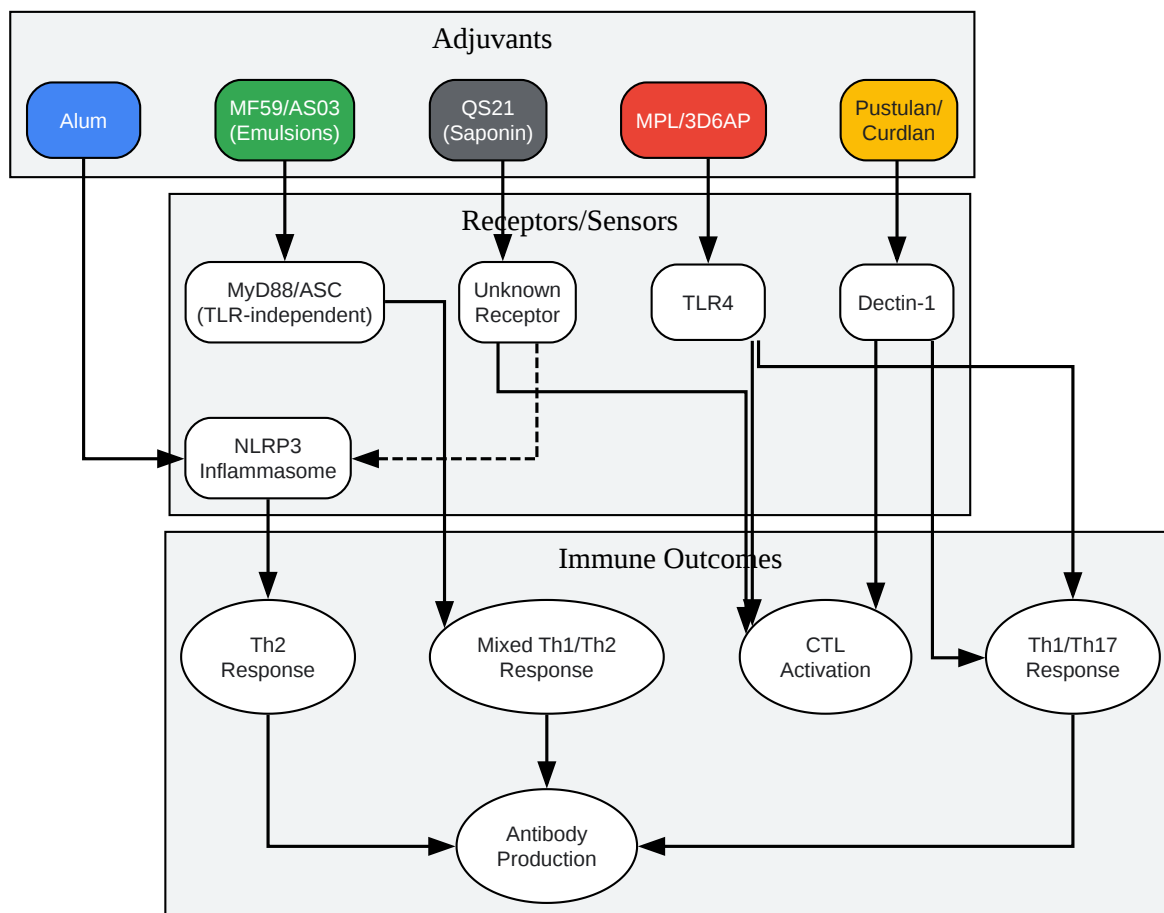 Adjuvants
Alum
MF59/AS03
(Emulsions)
QS21
(Saponin)
MPL/3D6AP
Pustulan/
Curdlan
Receptors/Sensors
MyD88/ASC
(TLR-independent)
Unknown
Receptor
TLR4
Dectin-1
NLRP3
Inflammasome
Immune Outcomes
Th2
Response
Mixed Th1/Th2
Response
CTL
Activation
Th1/Th17
Response
Antibody
Production